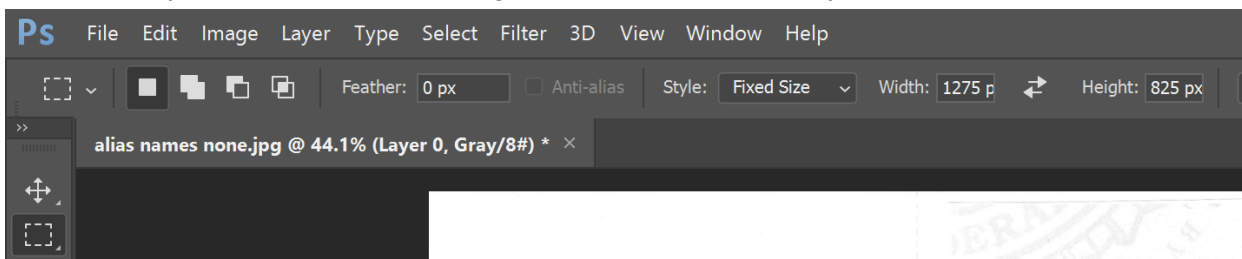 Ps File Edit Image Layer Type Select Filter 3D View Window Help
Feather: 0 px Anti-alias Style: Fixed Size Width: 1275 p Height: 825 px
alias names none.jpg @ 44.1% (Layer 0, Gray/8#) * ×